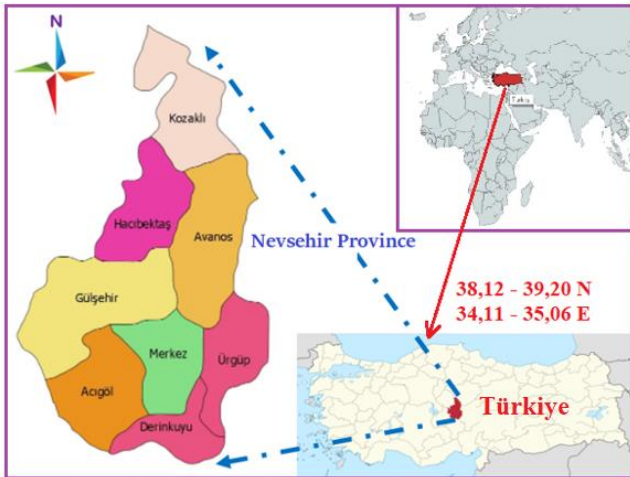 N
Kozaklı
Hacıbektaş
Avanos
Nevsehir Province
Gülşehir
Merkez
Ürgüp
Acıgöl
Derinkuyu
38,12 - 39,20 N
34,11 - 35,06 E
Türkiye